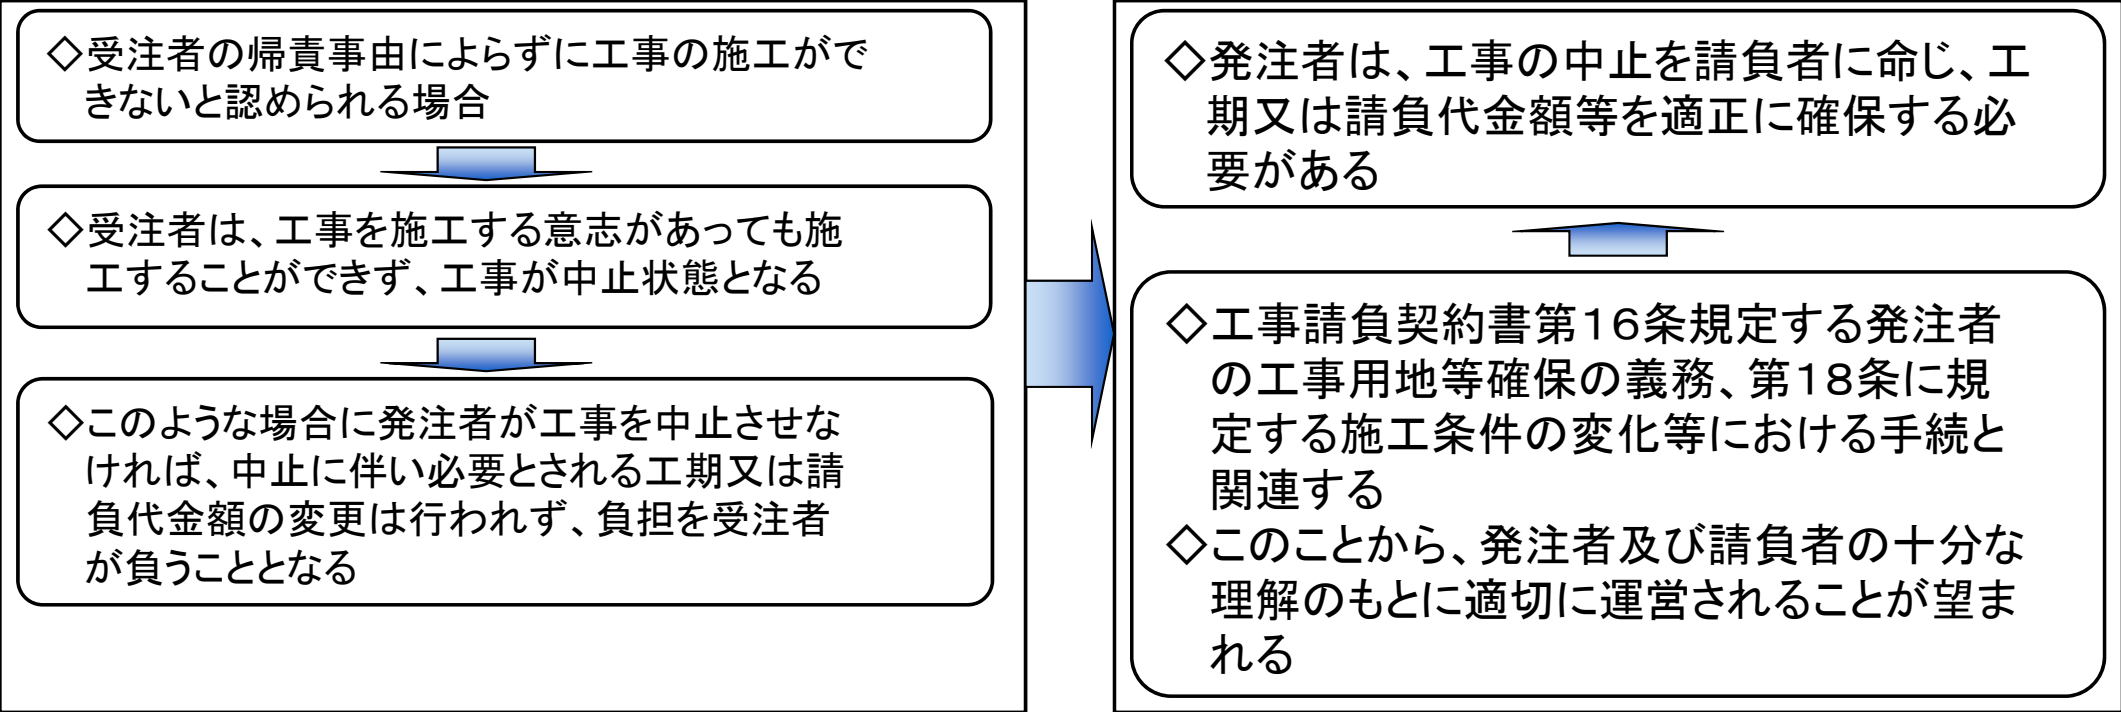 ◇受注者の帰責事由によらずに工事の施工がで
きないと認められる場合
◇受注者は、工事を施工する意志があっても施
工することができず、工事が中止状態となる
◇このような場合に発注者が工事を中止させな
ければ、中止に伴い必要とされる工期又は請
負代金額の変更は行われず、負担を受注者
が負うこととなる
◇発注者は、工事の中止を請負者に命じ、工
期又は請負代金額等を適正に確保する必
要がある
◇工事請負契約書第16条規定する発注者
の工事用地等確保の義務、第18条に規
定する施工条件の変化等における手続と
関連する
◇このことから、発注者及び請負者の十分な
理解のもとに適切に運営されることが望ま
れる